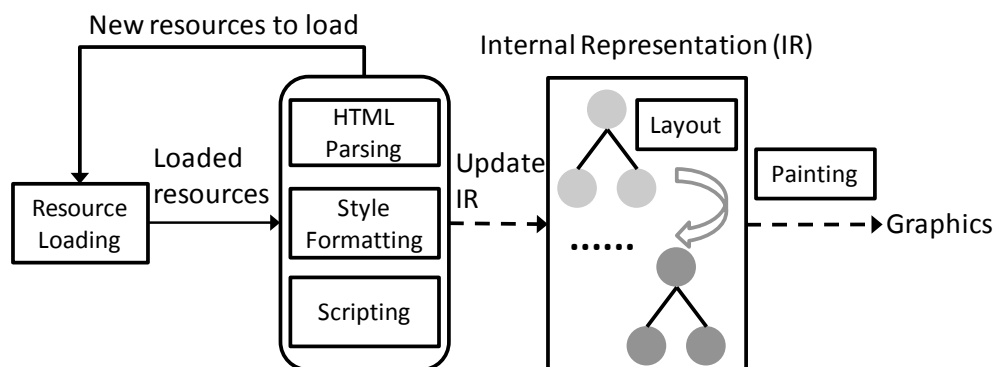 New resources to load
Internal Representation (IR)
HTML
Parsing
Layout
Loaded
resources
Update
IR
Painting
Resource
Loading
Style
Formatting
......
Graphics
Scripting